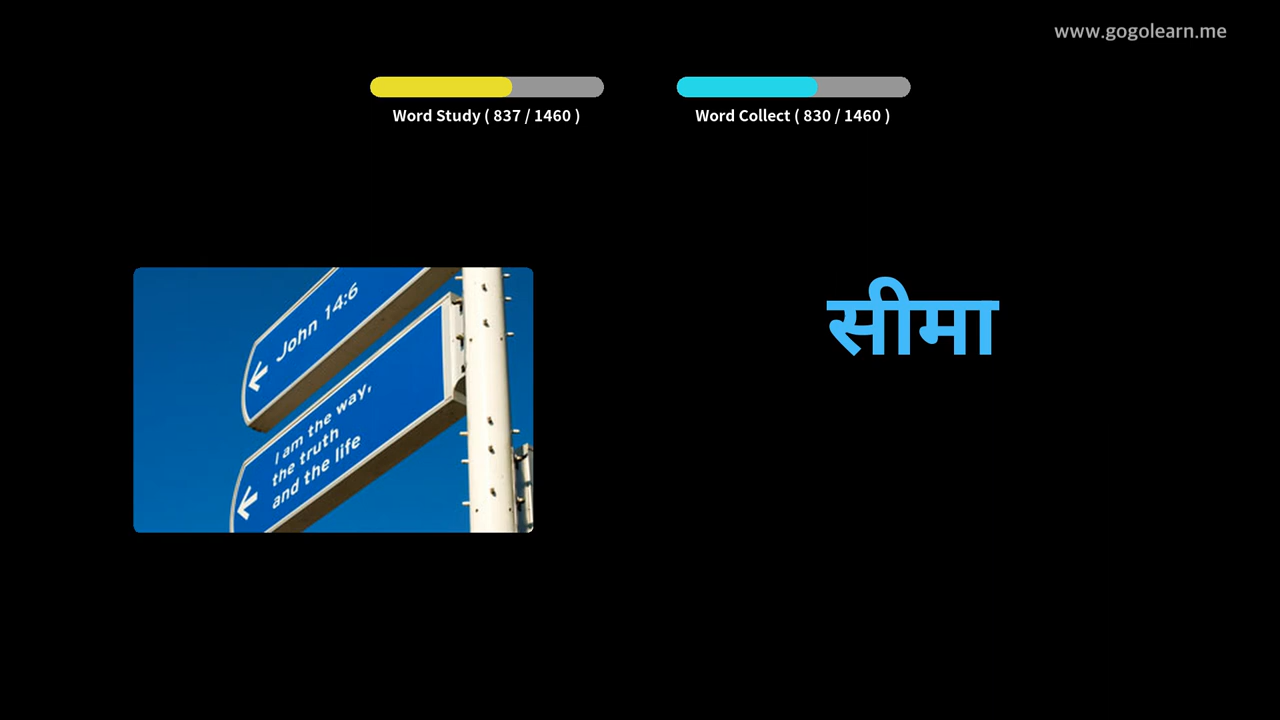 www.gogolearn.me
Word Study ( 837 / 1460 )
Word Collect ( 830 / 1460 )
John 14:6
I am the way,
the truth
and the life
सीमा